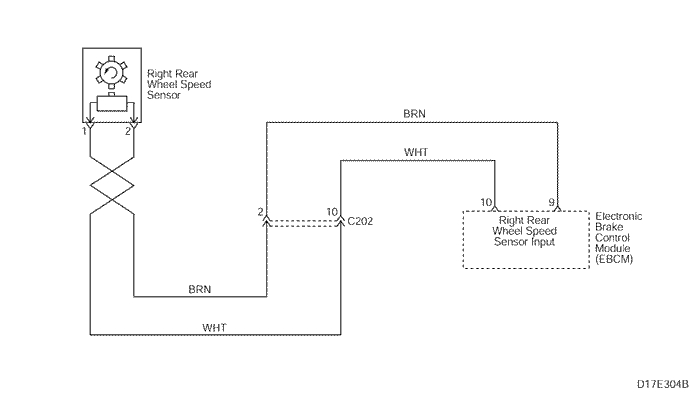 Right Rear
Wheel Speed
Sensor
1
2
BRN
WHT
2
10
C202
10
9
Right Rear
Wheel Speed
Sensor Input
Electronic
Brake
Control
Module
(EBCM)
BRN
WHT
D17E304B